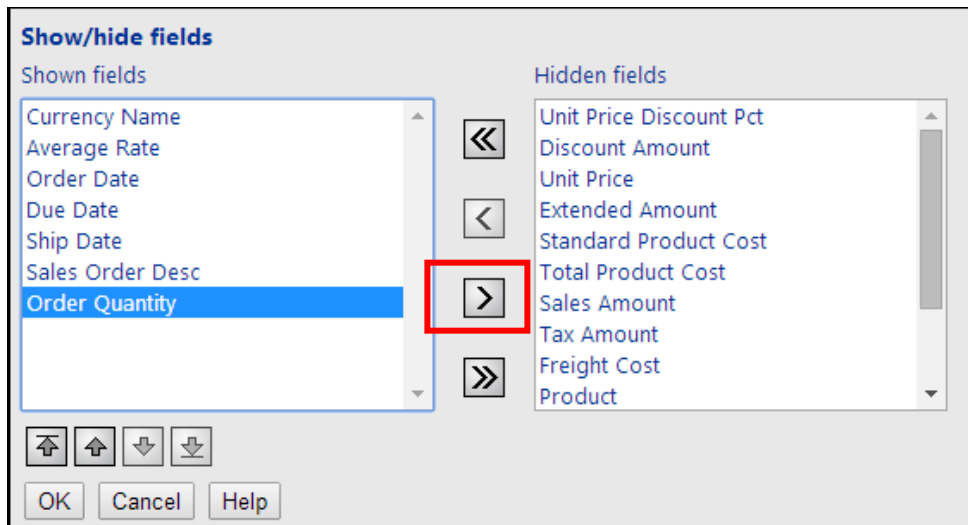 Show/hide fields
Shown fields
Currency Name
Average Rate
Order Date
Due Date
Ship Date
Sales Order Desc
Order Quantity
Hidden fields
Unit Price Discount Pct
Discount Amount
Unit Price
Extended Amount
Standard Product Cost
Total Product Cost
Sales Amount
Tax Amount
Freight Cost
Product
OK Cancel Help